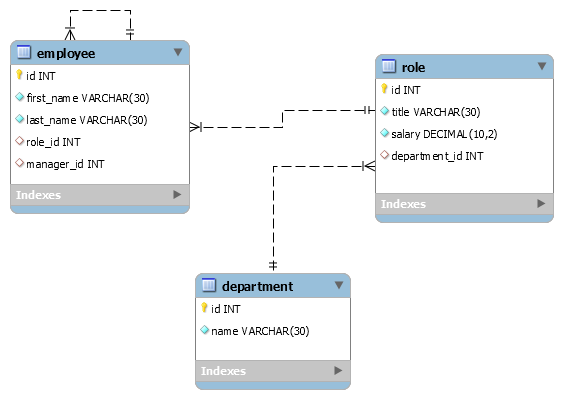 employee
id INT
first_name VARCHAR(30)
last_name VARCHAR(30)
role_id INT
manager_id INT
Indexes
role
id INT
title VARCHAR(30)
salary DECIMAL(10,2)
department_id INT
Indexes
department
id INT
name VARCHAR(30)
Indexes